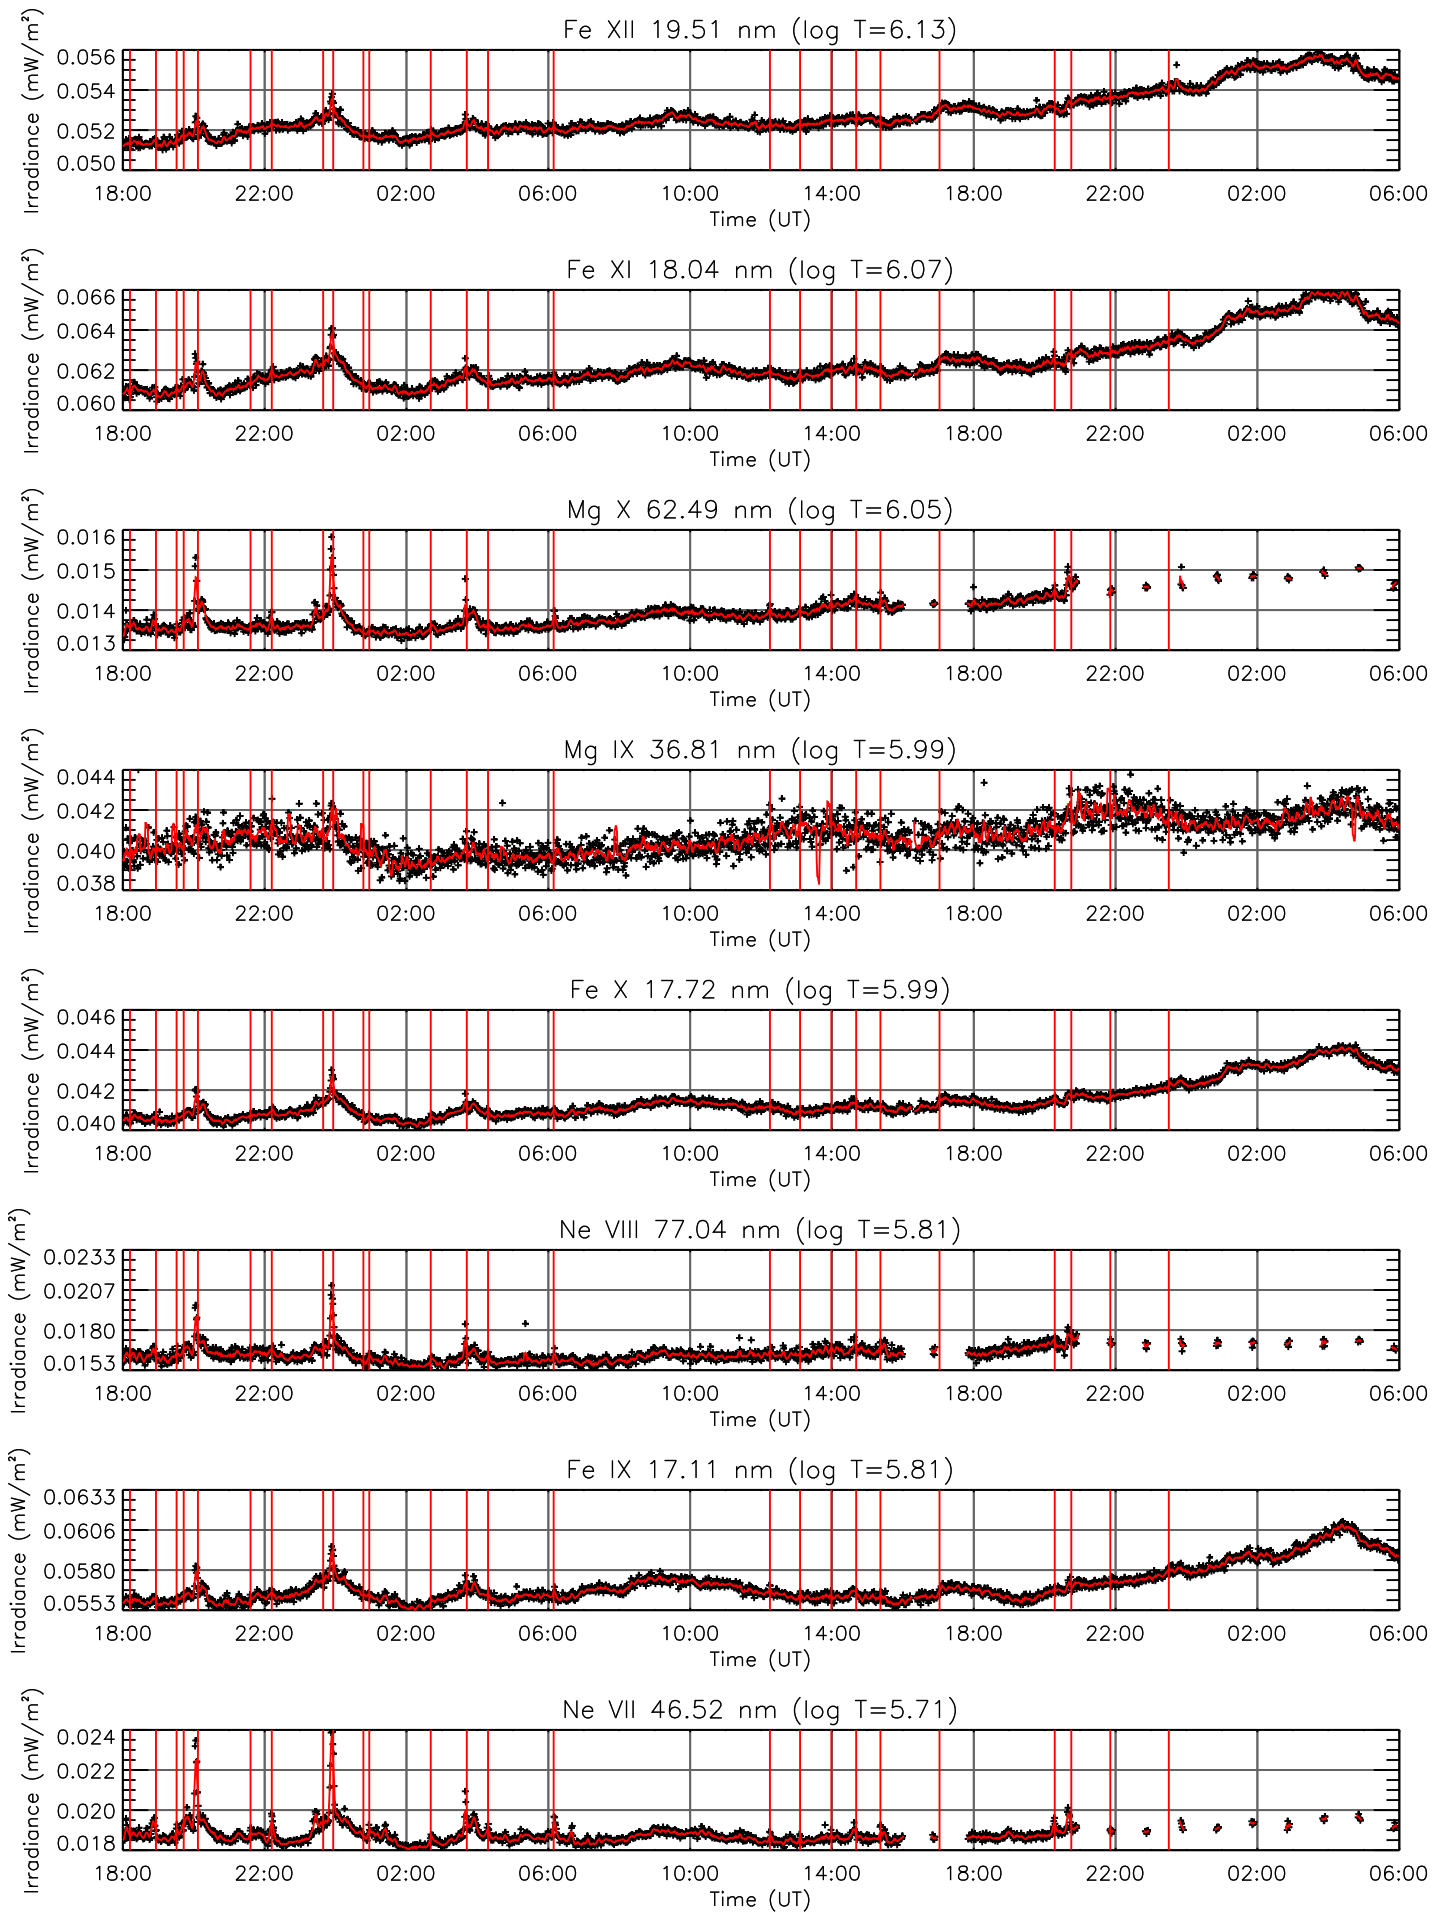 Fe XII 19.51 nm (log T=6.13)
Irradiance (mW/m²)
0.056
0.054
0.052
0.050
18:00 22:00 02:00 06:00 10:00 14:00 18:00 22:00 02:00 06:00
Time (UT)
Fe XI 18.04 nm (log T=6.07)
Irradiance (mW/m²)
0.066
0.064
0.062
0.060
18:00 22:00 02:00 06:00 10:00 14:00 18:00 22:00 02:00 06:00
Time (UT)
Mg X 62.49 nm (log T=6.05)
Irradiance (mW/m²)
0.016
0.015
0.014
0.013
18:00 22:00 02:00 06:00 10:00 14:00 18:00 22:00 02:00 06:00
Time (UT)
Mg IX 36.81 nm (log T=5.99)
Irradiance (mW/m²)
0.044
0.042
0.040
0.038
18:00 22:00 02:00 06:00 10:00 14:00 18:00 22:00 02:00 06:00
Time (UT)
Fe X 17.72 nm (log T=5.99)
Irradiance (mW/m²)
0.046
0.044
0.042
0.040
18:00 22:00 02:00 06:00 10:00 14:00 18:00 22:00 02:00 06:00
Time (UT)
Ne VIII 77.04 nm (log T=5.81)
Irradiance (mW/m²)
0.0233
0.0207
0.0180
0.0153
18:00 22:00 02:00 06:00 10:00 14:00 18:00 22:00 02:00 06:00
Time (UT)
Fe IX 17.11 nm (log T=5.81)
Irradiance (mW/m²)
0.0633
0.0606
0.0580
0.0553
18:00 22:00 02:00 06:00 10:00 14:00 18:00 22:00 02:00 06:00
Time (UT)
Ne VII 46.52 nm (log T=5.71)
Irradiance (mW/m²)
0.024
0.022
0.020
0.018
18:00 22:00 02:00 06:00 10:00 14:00 18:00 22:00 02:00 06:00
Time (UT)